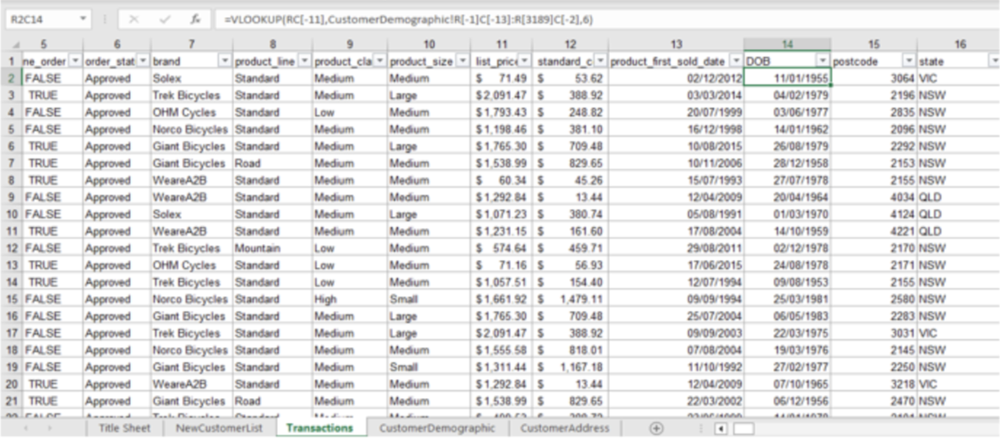 R2C14 =VLOOKUP(RC[-11],CustomerDemographic!R[-1]C[-13]:R[3189]C[-2],6)
5 6 7 8 9 10 11 12 13 14 15 16
1 ne_order order_stat brand product_line product_cla product_size list_price standard_c product_first_sold_date DOB postcode state
2 FALSE Approved Solex Standard Medium Medium $ 71.49 $ 53.62 02/12/2012 11/01/1955 3064 VIC
3 TRUE Approved Trek Bicycles Standard Medium Large $2,091.47 $ 388.92 03/03/2014 04/02/1979 2196 NSW
4 FALSE Approved OHM Cycles Standard Low Medium $1,793.43 $ 248.82 20/07/1999 03/06/1977 2835 NSW
5 FALSE Approved Norco Bicycles Standard Medium Medium $1,198.46 $ 381.10 16/12/1998 14/01/1962 2096 NSW
6 TRUE Approved Giant Bicycles Standard Medium Large $1,765.30 $ 709.48 10/08/2015 26/08/1979 2292 NSW
7 TRUE Approved Giant Bicycles Road Medium Medium $1,538.99 $ 829.65 10/11/2006 28/12/1958 2153 NSW
8 TRUE Approved WeareA2B Standard Medium Medium $ 60.34 $ 45.26 15/07/1993 27/07/1978 2155 NSW
9 FALSE Approved WeareA2B Standard Medium Medium $1,292.84 $ 13.44 12/04/2009 20/04/1964 4034 QLD
10 FALSE Approved Solex Standard Medium Large $1,071.23 $ 380.74 05/08/1991 01/03/1970 4124 QLD
11 TRUE Approved WeareA2B Standard Medium Medium $1,231.15 $ 161.60 17/08/2004 14/10/1959 4221 QLD
12 FALSE Approved Trek Bicycles Mountain Low Medium $ 574.64 $ 459.71 29/08/2011 02/12/1978 2170 NSW
13 TRUE Approved OHM Cycles Standard Low Medium $ 71.16 $ 56.93 17/06/2015 24/08/1978 2171 NSW
14 TRUE Approved Trek Bicycles Standard Low Medium $1,057.51 $ 154.40 12/07/1994 09/08/1953 2155 NSW
15 FALSE Approved Norco Bicycles Standard High Small $1,661.92 $ 1,479.11 09/09/1994 25/03/1981 2580 NSW
16 FALSE Approved Giant Bicycles Standard Medium Large $1,765.30 $ 709.48 25/07/2004 06/05/1983 2283 NSW
17 FALSE Approved Trek Bicycles Standard Medium Large $2,091.47 $ 388.92 09/09/2003 22/03/1975 3031 VIC
18 FALSE Approved Norco Bicycles Standard Medium Medium $1,555.58 $ 818.01 07/08/2004 19/03/1976 2145 NSW
19 FALSE Approved Giant Bicycles Standard Medium Small $1,311.44 $ 1,167.18 11/10/1992 27/02/1977 2250 NSW
20 TRUE Approved WeareA2B Standard Medium Medium $1,292.84 $ 13.44 12/04/2009 07/10/1965 3218 VIC
21 TRUE Approved Giant Bicycles Road Medium Medium $1,538.99 $ 829.65 22/03/2002 06/12/1956 2470 NSW
Title Sheet NewCustomerList Transactions CustomerDemographic CustomerAddress